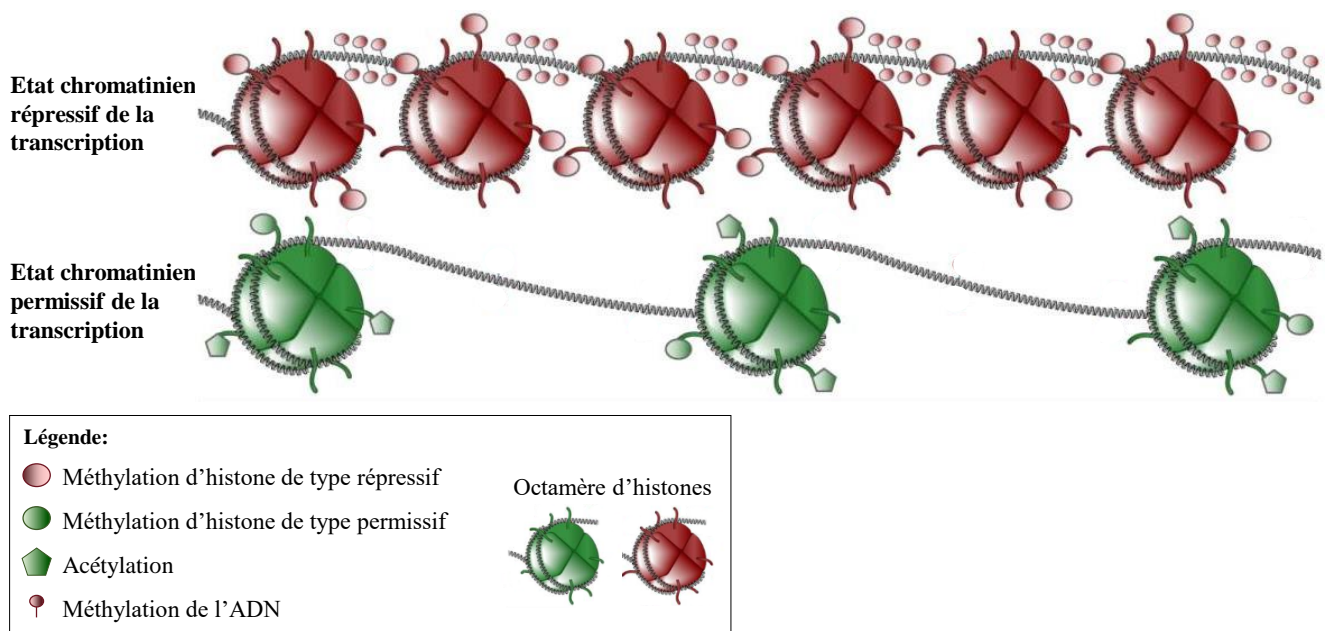 Etat chromatinien
répressif de la
transcription
Etat chromatinien
permissif de la
transcription
Légende:
Méthylation d’histone de type répressif
Méthylation d’histone de type permissif
Acétylation
Méthylation de l’ADN
Octamère d’histones